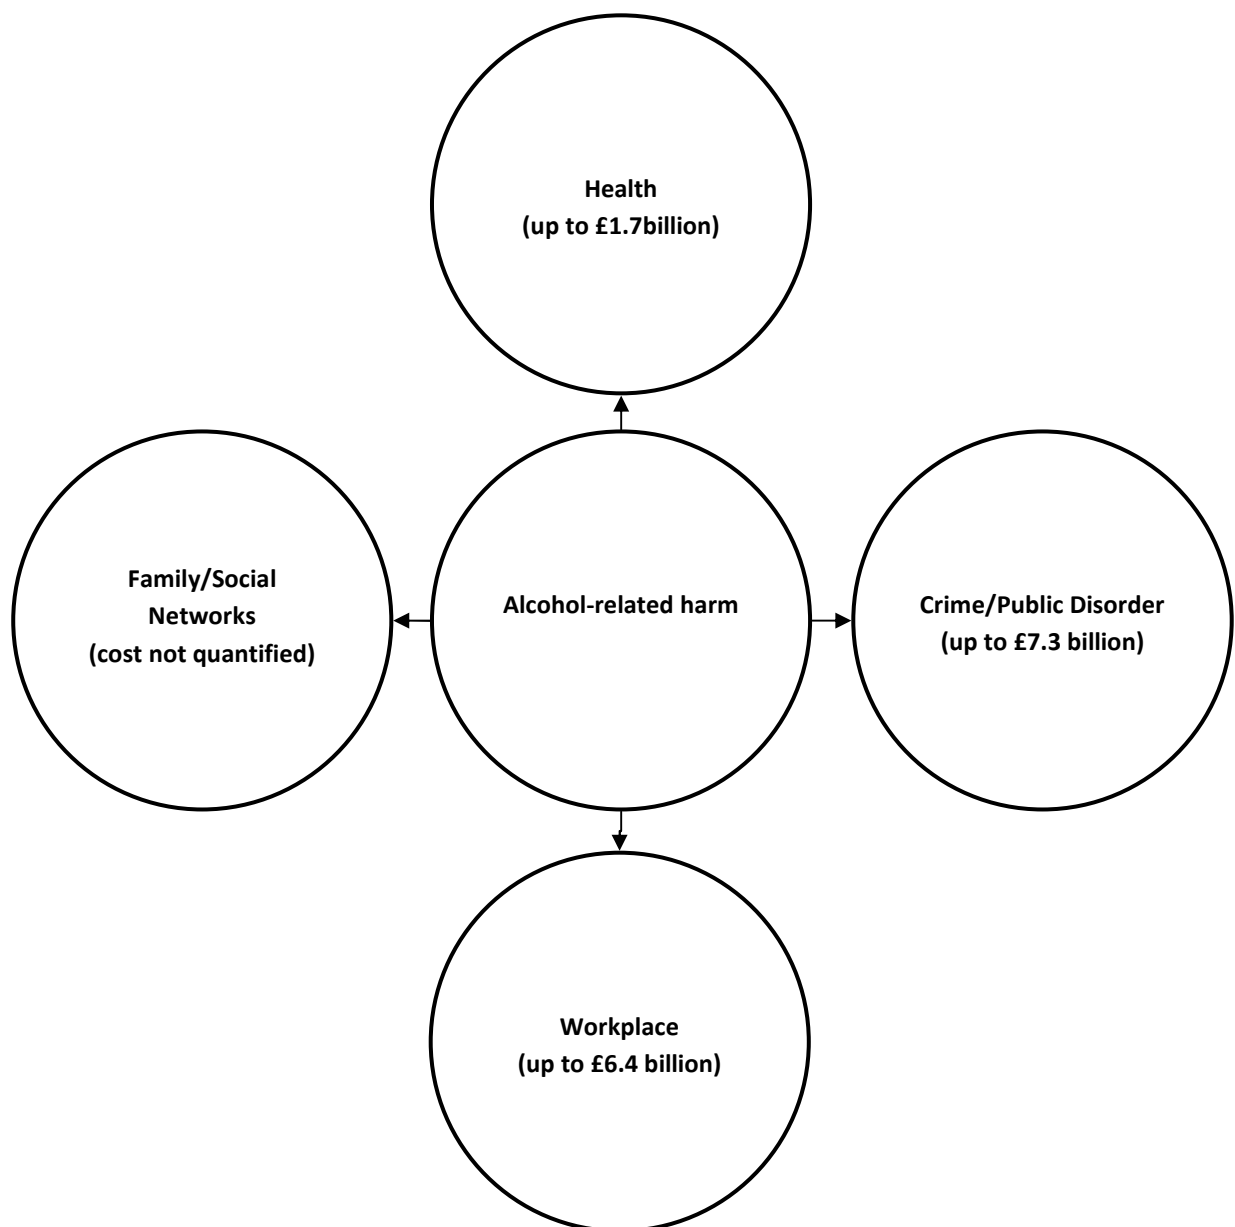 Health
(up to £1.7billion)
Family/Social
Networks
(cost not quantified)
Alcohol-related harm
Crime/Public Disorder
(up to £7.3 billion)
Workplace
(up to £6.4 billion)